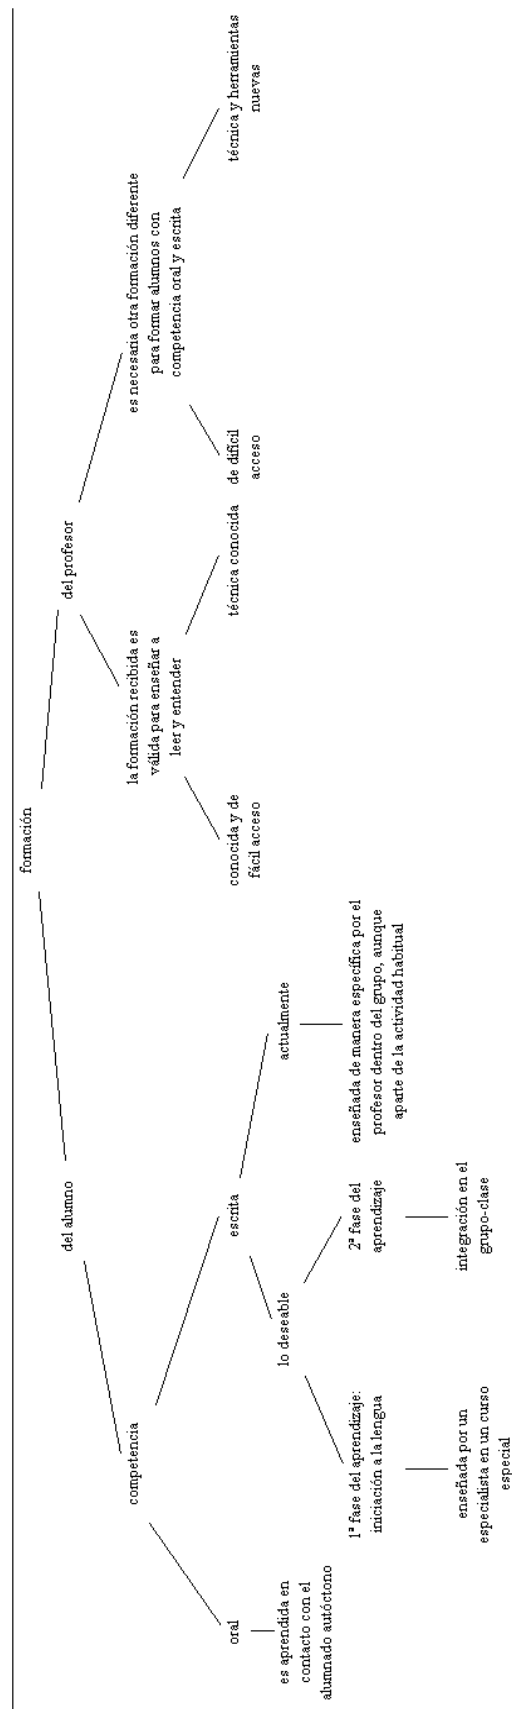 formación
del alumno
del profesor
competencia
la formación recibida es
válida para enseñar a
leer y entender
es necesaria otra formación diferente
para formar alumnos con
competencia oral y escrita
oral
escrita
conocida y de
fácil acceso
técnica conocida
de difícil
acceso
técnica y herramientas
nuevas
es aprendida en
contacto con el
alumnado autóctono
lo deseable
actualmente
1ª fase del aprendizaje:
iniciación a la lengua
2ª fase del
aprendizaje
enseñada de manera específica por el
profesor dentro del grupo, aunque
aparte de la actividad habitual
enseñada por un
especialista en un curso
especial
integración en el
grupo-clase